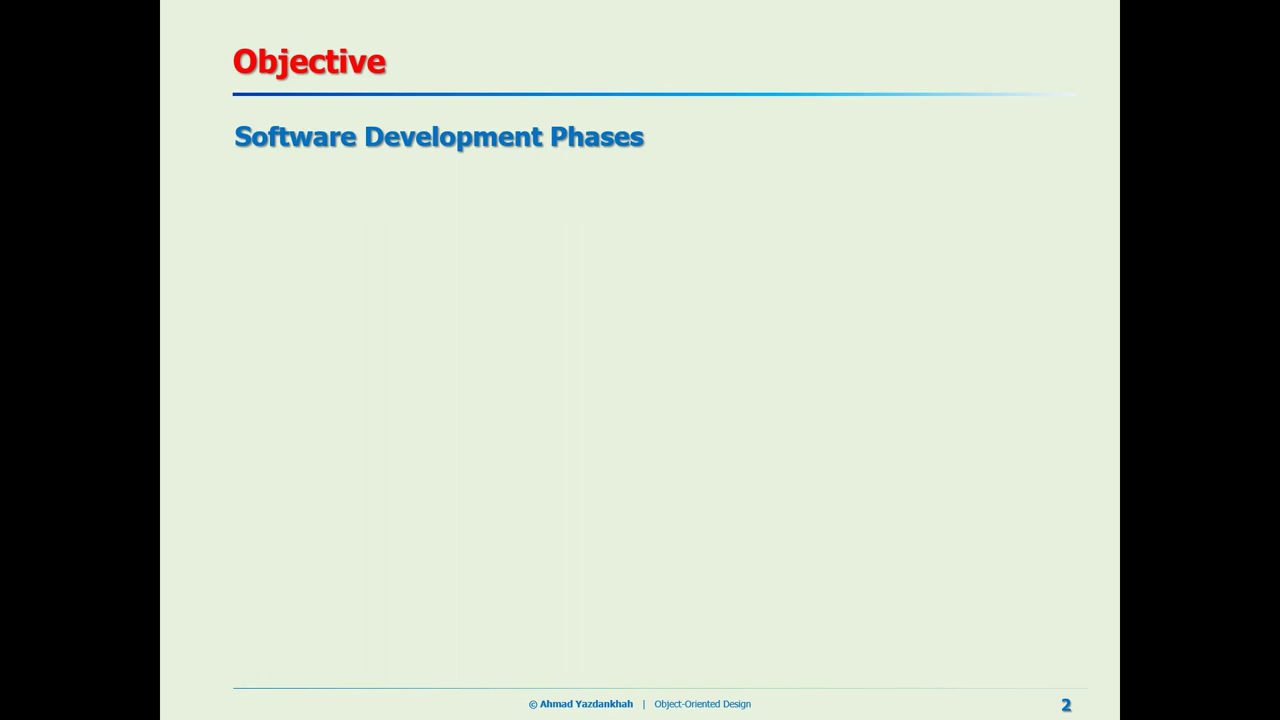 Objective
Software Development Phases
© Ahmad Yazdankhah | Object-Oriented Design
2